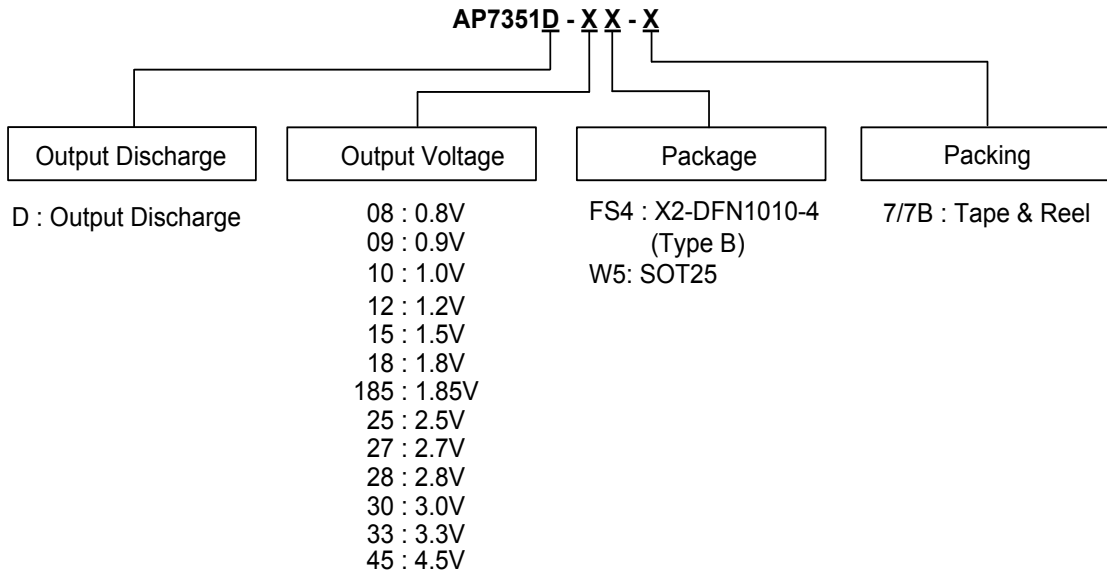 AP7351D - X X - X
Output Discharge
D : Output Discharge
Output Voltage
08 : 0.8V
09 : 0.9V
10 : 1.0V
12 : 1.2V
15 : 1.5V
18 : 1.8V
185 : 1.85V
25 : 2.5V
27 : 2.7V
28 : 2.8V
30 : 3.0V
33 : 3.3V
45 : 4.5V
Package
FS4 : X2-DFN1010-4
(Type B)
W5: SOT25
Packing
7/7B : Tape & Reel